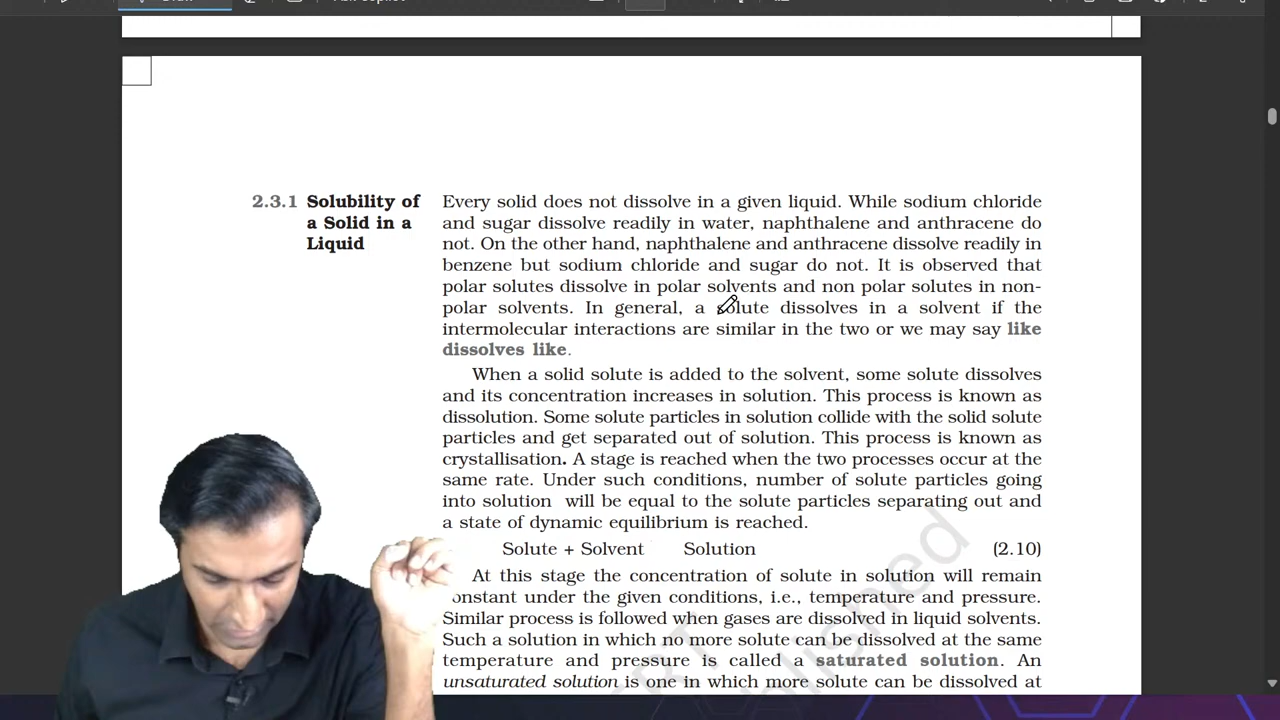 2.3.1 Solubility of
a Solid in a
Liquid
Every solid does not dissolve in a given liquid. While sodium chloride
and sugar dissolve readily in water, naphthalene and anthracene do
not. On the other hand, naphthalene and anthracene dissolve readily in
benzene but sodium chloride and sugar do not. It is observed that
polar solutes dissolve in polar solvents and non polar solutes in non-
polar solvents. In general, a solute dissolves in a solvent if the
intermolecular interactions are similar in the two or we may say like
dissolves like.
When a solid solute is added to the solvent, some solute dissolves
and its concentration increases in solution. This process is known as
dissolution. Some solute particles in solution collide with the solid solute
particles and get separated out of solution. This process is known as
crystallisation. A stage is reached when the two processes occur at the
same rate. Under such conditions, number of solute particles going
into solution will be equal to the solute particles separating out and
a state of dynamic equilibrium is reached.
Solute + Solvent Solution (2.10)
At this stage the concentration of solute in solution will remain
onstant under the given conditions, i.e., temperature and pressure.
Similar process is followed when gases are dissolved in liquid solvents.
Such a solution in which no more solute can be dissolved at the same
temperature and pressure is called a saturated solution. An
unsaturated solution is one in which more solute can be dissolved at